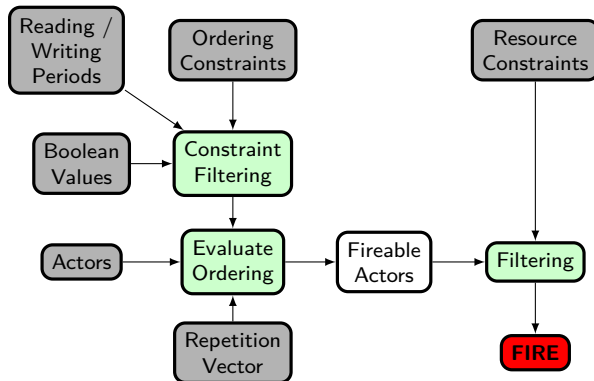 Reading /
Writing
Periods
Ordering
Constraints
Resource
Constraints
Boolean
Values
Constraint
Filtering
Actors
Evaluate
Ordering
Fireable
Actors
Filtering
Repetition
Vector
FIRE